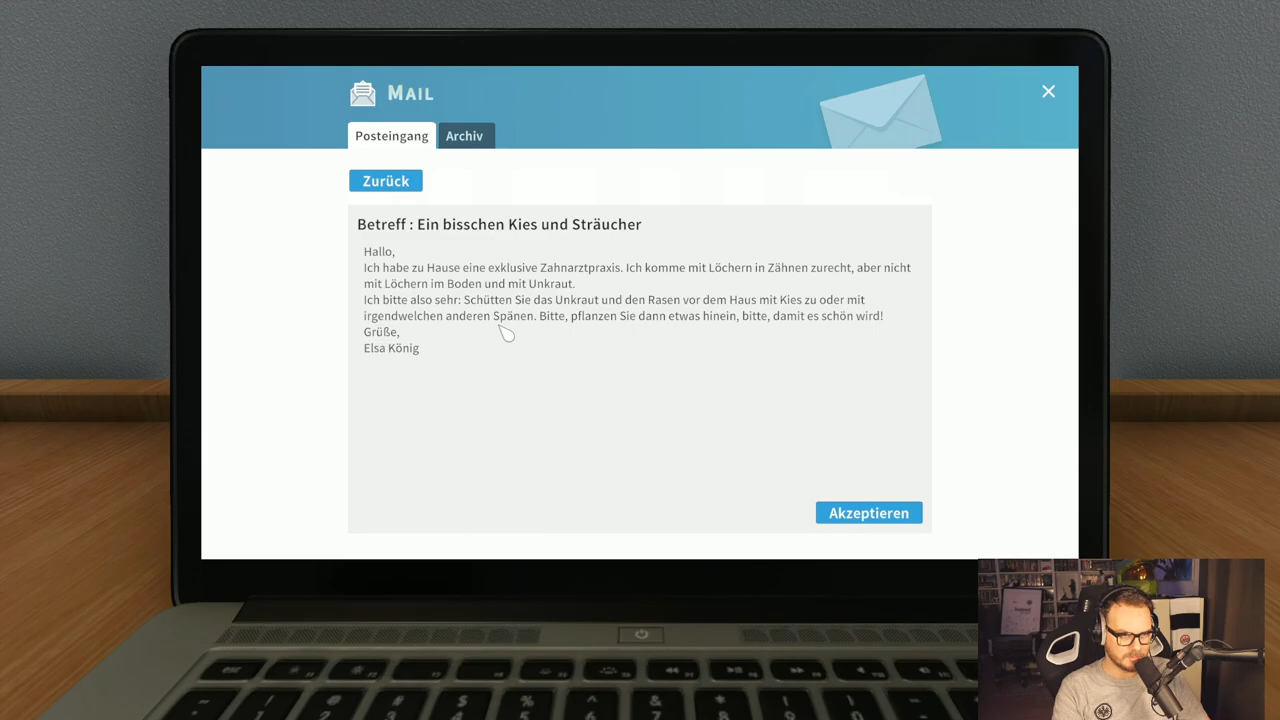 MAIL
Posteingang
Archiv
Zurück
Betreff : Ein bisschen Kies und Sträucher
Hallo,
Ich habe zu Hause eine exklusive Zahnarztpraxis. Ich komme mit Löchern in Zähnen zurecht, aber nicht
mit Löchern im Boden und mit Unkraut.
Ich bitte also sehr: Schütten Sie das Unkraut und den Rasen vor dem Haus mit Kies zu oder mit
irgendwelchen anderen Spänen. Bitte, pflanzen Sie dann etwas hinein, bitte, damit es schön wird!
Grüße,
Elsa König
Akzeptieren